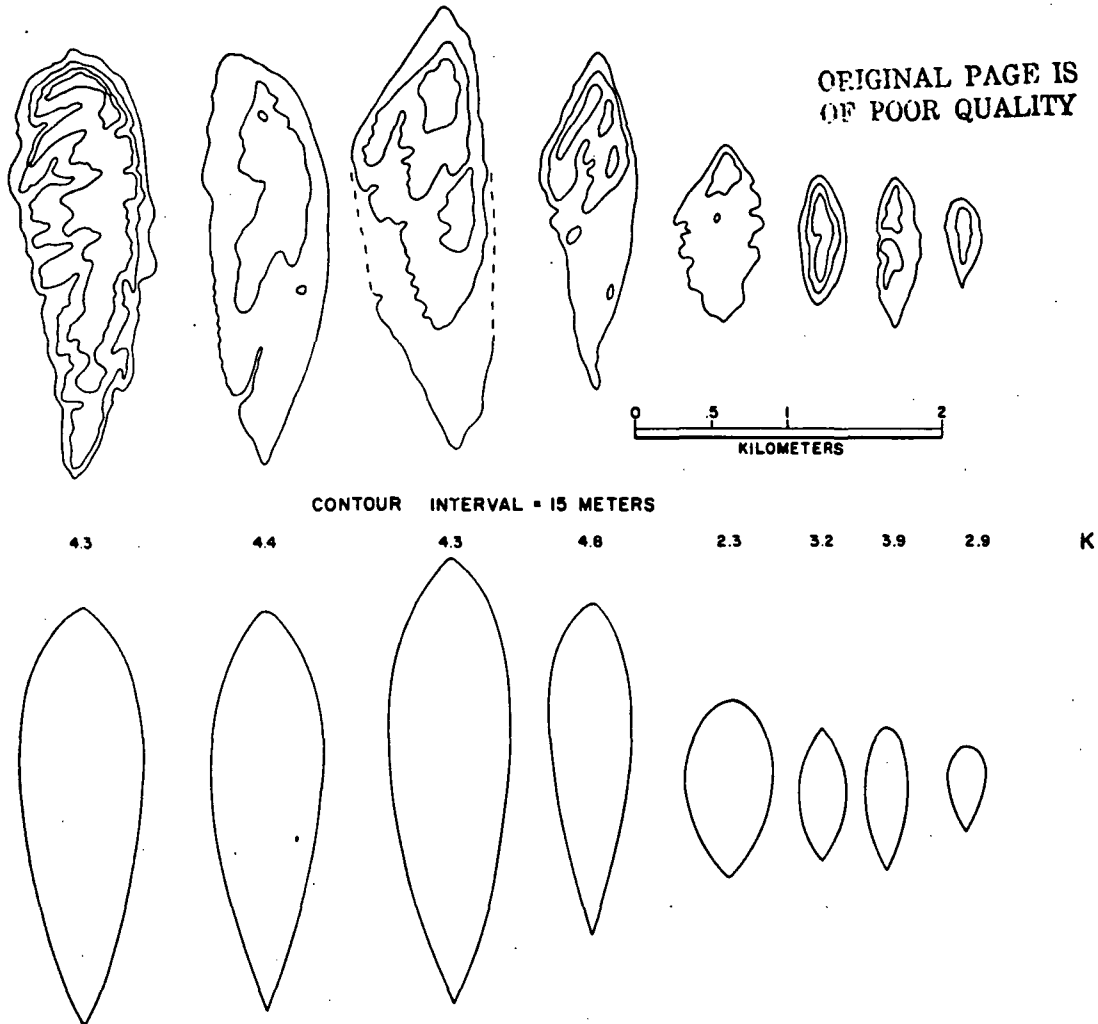 ORIGINAL PAGE IS
OF POOR QUALITY
0 .5 1 2
KILOMETERS
CONTOUR INTERVAL = 15 METERS
4.3 4.4 4.3 4.8 2.3 3.2 3.9 2.9 K